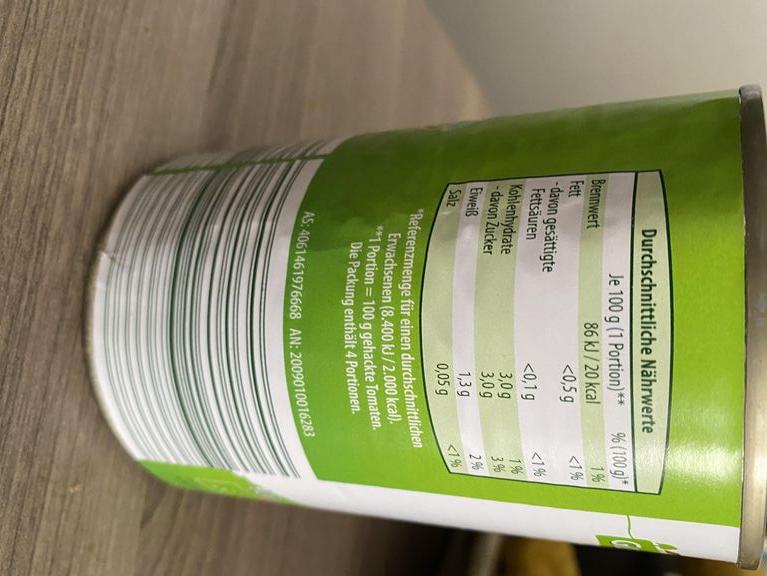 Durchschnittliche Nährwerte
Je 100 g (1 Portion)** % (100 g)*
Brennwert 86 kJ / 20 kcal 1 %
Fett <0,5 g <1 %
- davon gesättigte
Fettsäuren <0,1 g <1 %
Kohlenhydrate 3,0 g 1 %
- davon Zucker 3,0 g 3 %
Eiweiß 1,3 g 2 %
Salz 0,05 g <1 %
*Referenzmenge für einen durchschnittlichen
Erwachsenen (8.400 kJ / 2.000 kcal).
**1 Portion = 100 g gehackte Tomaten.
Die Packung enthält 4 Portionen.
AS: 4061461976668 AN: 2009010016283